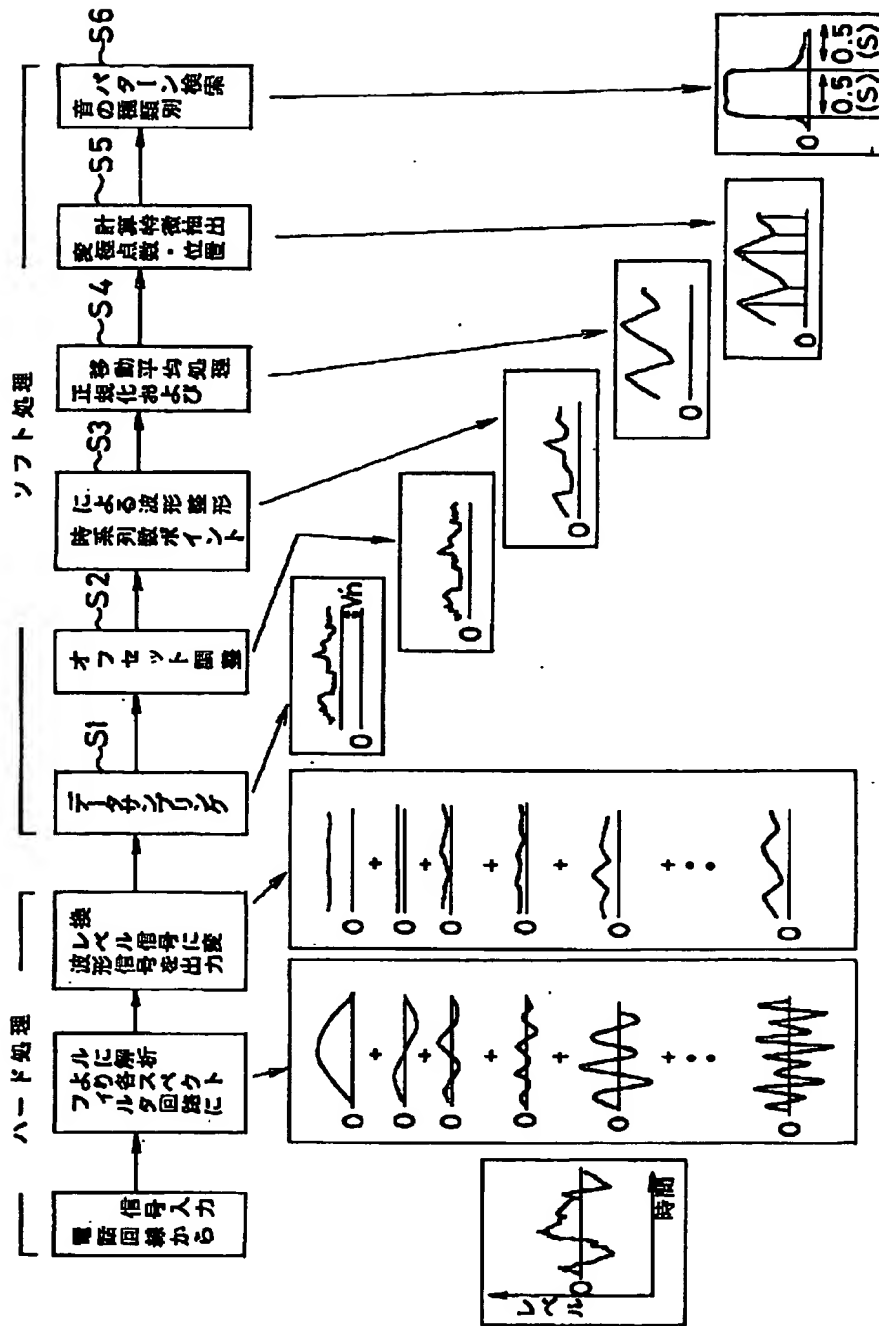 ハード処理
電話回線から
信号入力
フィルタ回路に
より各スペクト
ルに解析
波形信号を出力
レベル信号に変
換
ソフト処理
S1
データサンプリング
S2
オフセット調整
S3
時系列数ポイント
による波形整形
S4
正規化および
移動平均処理
S5
変極点数・位置
計算特徴抽出
S6
音の種類別
パターン検索
レベル
0
時間
0
+
0
+
0
+
0
+
0
+
0
0
+
0
+
0
+
0
+
0
+
0
0
Vin
0
0
0
0
0
0.5
(S)
0.5
(S)